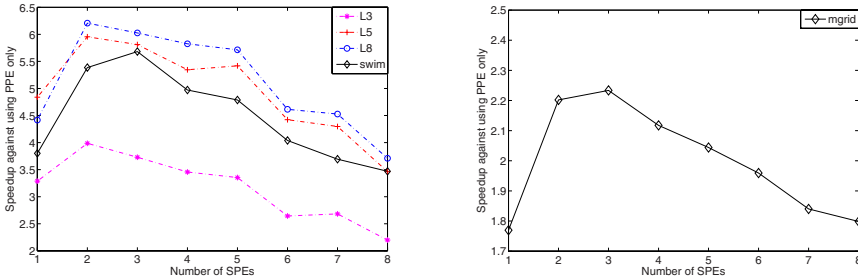 6.5
6
5.5
5
4.5
4
3.5
3
2.5
2
Speedup against using PPE only
1 2 3 4 5 6 7 8
Number of SPEs
L3
L5
L8
swim
2.5
2.4
2.3
2.2
2.1
2
1.9
1.8
1.7
Speedup against using PPE only
1 2 3 4 5 6 7 8
Number of SPEs
mgrid